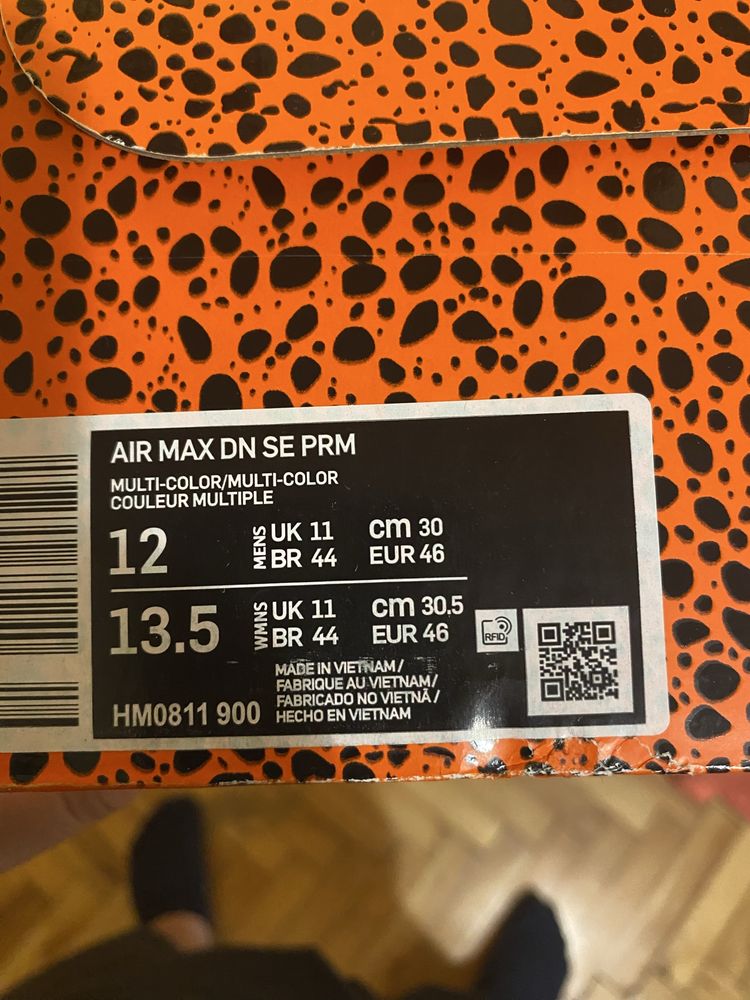 AIR MAX DN SE PRM
MULTI-COLOR/MULTI-COLOR
COULEUR MULTIPLE
12 MENS UK 11 cm 30
BR 44 EUR 46
13.5 WMNS UK 11 cm 30.5
BR 44 EUR 46
RFID
MADE IN VIETNAM /
FABRIQUE AU VIETNAM/
FABRICADO NO VIETNÃ /
HM0811 900 HECHO EN VIETNAM